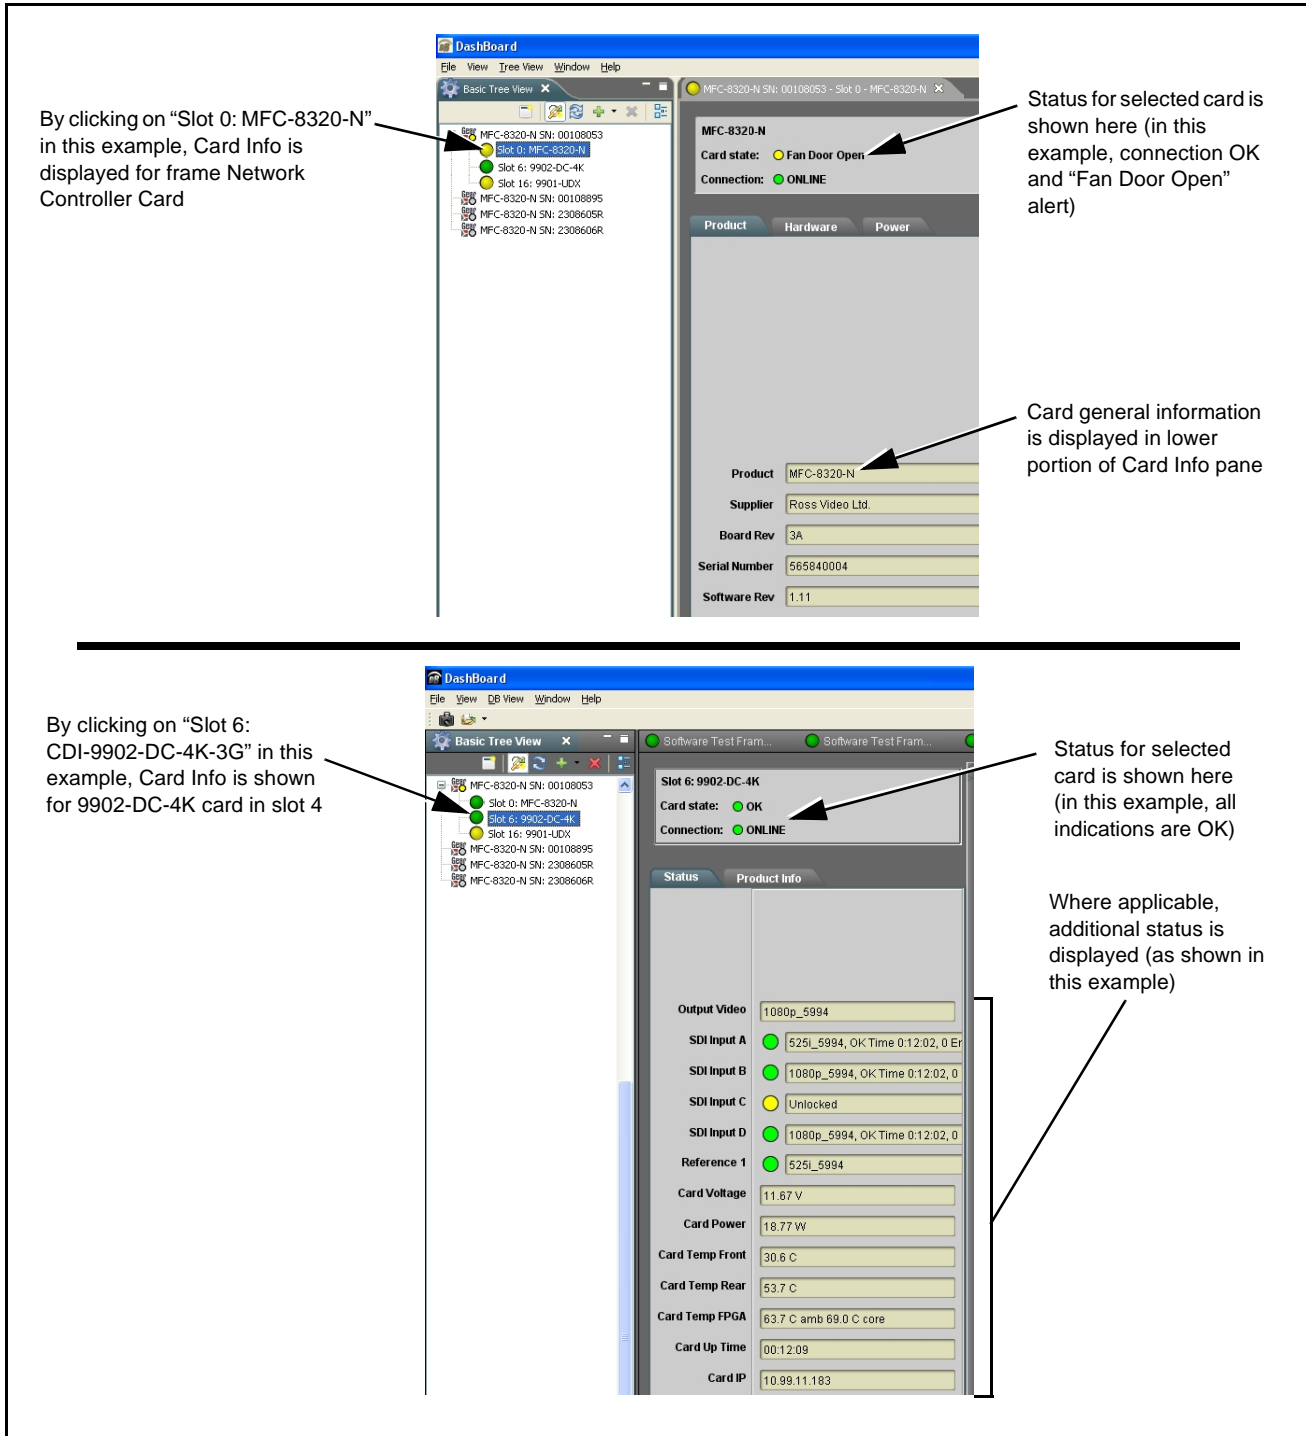 DashBoard
File View Tree View Window Help
Basic Tree View
MFC-8320-N SN: 00108053 - Slot 0 - MFC-8320-N
By clicking on “Slot 0: MFC-8320-N”
in this example, Card Info is
displayed for frame Network
Controller Card
MFC-8320-N SN: 00108053
Slot 0: MFC-8320-N
Slot 6: 9902-DC-4K
Slot 16: 9901-UDX
MFC-8320-N SN: 00108895
MFC-8320-N SN: 2308605R
MFC-8320-N SN: 2308606R
MFC-8320-N
Card state: Fan Door Open
Connection: ONLINE
Status for selected card is
shown here (in this
example, connection OK
and “Fan Door Open”
alert)
Product Hardware Power
Card general information
is displayed in lower
portion of Card Info pane
Product MFC-8320-N
Supplier Ross Video Ltd.
Board Rev 3A
Serial Number 565840004
Software Rev 1.11
DashBoard
File View DB View Window Help
Basic Tree View
Software Test Fram... Software Test Fram...
By clicking on “Slot 6:
CDI-9902-DC-4K-3G” in this
example, Card Info is shown
for 9902-DC-4K card in slot 4
MFC-8320-N SN: 00108053
Slot 0: MFC-8320-N
Slot 6: 9902-DC-4K
Slot 16: 9901-UDX
MFC-8320-N SN: 00108895
MFC-8320-N SN: 2308605R
MFC-8320-N SN: 2308606R
Slot 6: 9902-DC-4K
Card state: OK
Connection: ONLINE
Status for selected
card is shown here
(in this example, all
indications are OK)
Status Product Info
Where applicable,
additional status is
displayed (as shown in
this example)
Output Video 1080p_5994
SDI Input A 525i_5994, OK Time 0:12:02, 0 Er
SDI Input B 1080p_5994, OK Time 0:12:02, 0
SDI Input C Unlocked
SDI Input D 1080p_5994, OK Time 0:12:02, 0
Reference 1 525i_5994
Card Voltage 11.67 V
Card Power 18.77 W
Card Temp Front 30.6 C
Card Temp Rear 53.7 C
Card Temp FPGA 63.7 C amb 69.0 C core
Card Up Time 00:12:09
Card IP 10.99.11.183